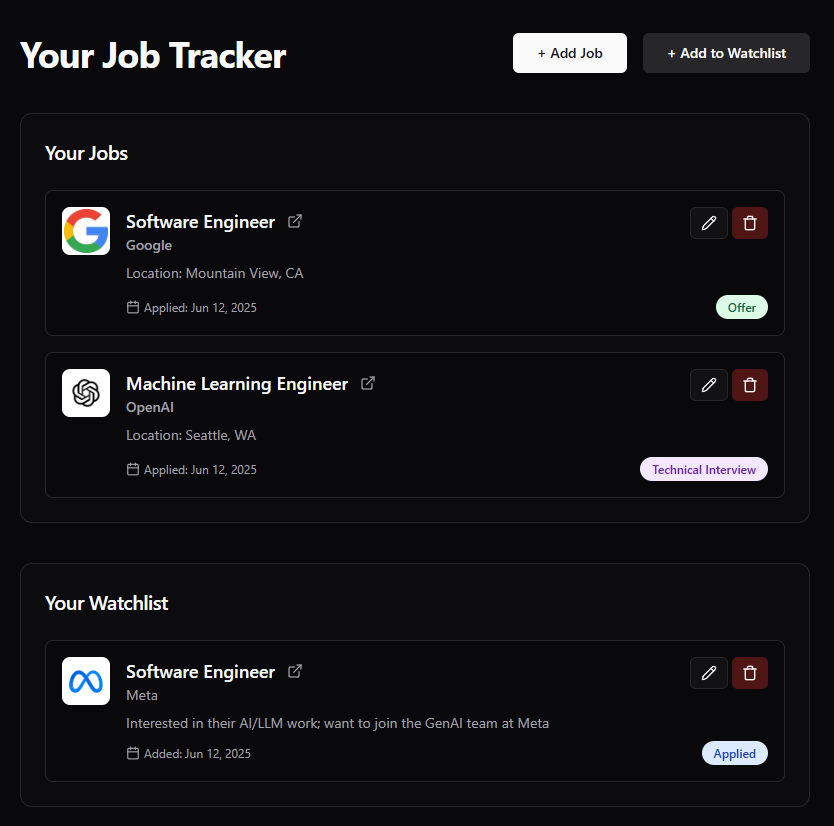 Your Job Tracker
+ Add Job
+ Add to Watchlist
Your Jobs
Software Engineer
Google
Location: Mountain View, CA
Applied: Jun 12, 2025
Offer
Machine Learning Engineer
OpenAI
Location: Seattle, WA
Applied: Jun 12, 2025
Technical Interview
Your Watchlist
Software Engineer
Meta
Interested in their AI/LLM work; want to join the GenAI team at Meta
Added: Jun 12, 2025
Applied